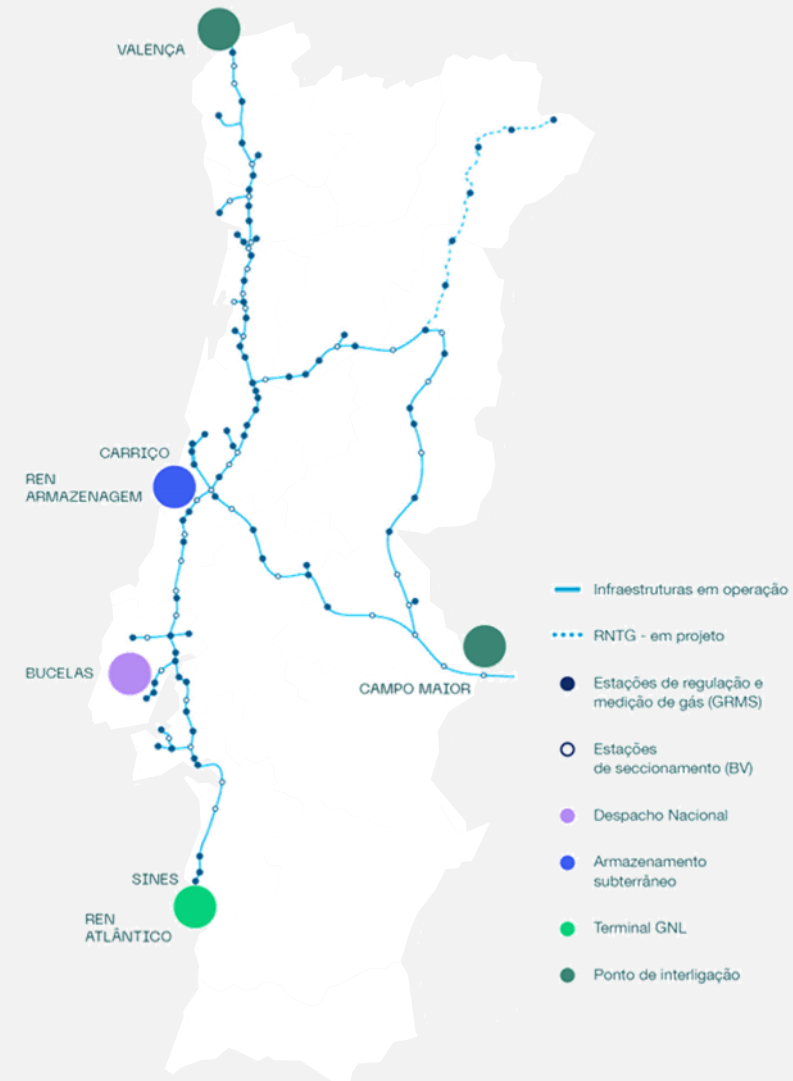 VALENÇA
CARRIÇO
REN
ARMAZENAGEM
BUCELAS
CAMPO MAIOR
SINES
REN
ATLÂNTICO
Infraestruturas em operação
RNTG - em projeto
Estações de regulação e
medição de gás (GRMS)
Estações
de seccionamento (BV)
Despacho Nacional
Armazenamento
subterrâneo
Terminal GNL
Ponto de interligação